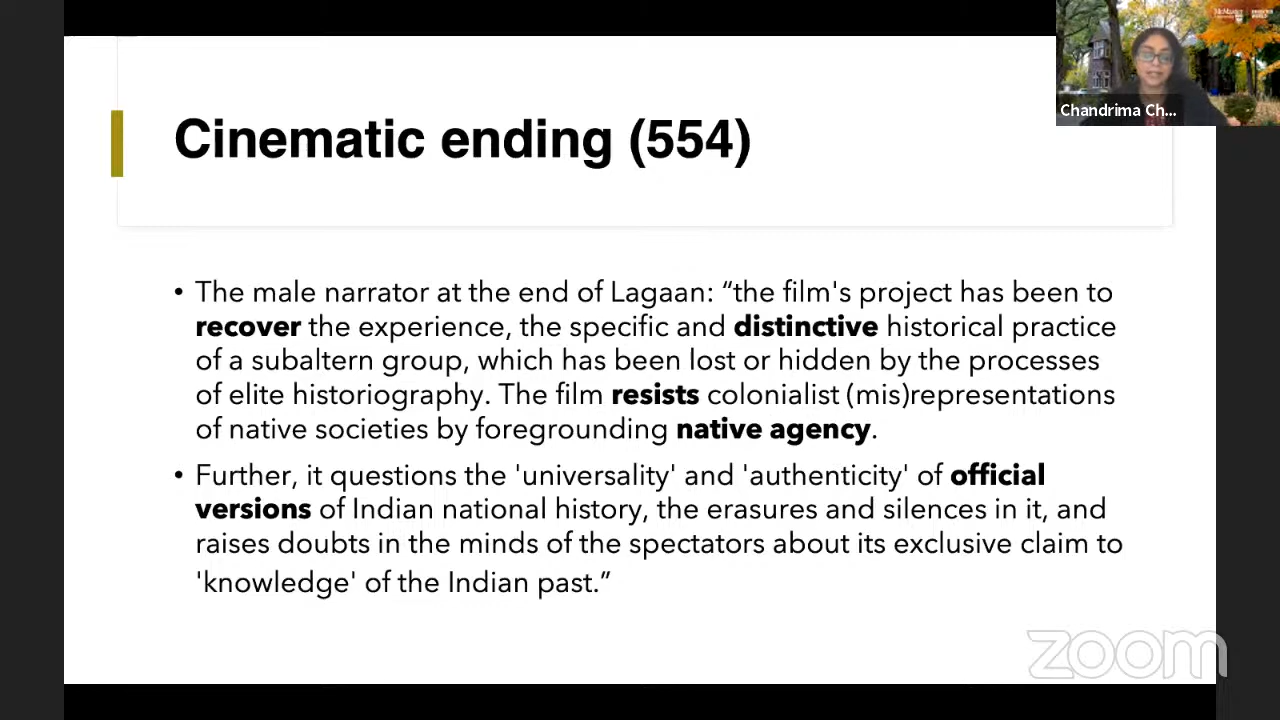 McMaster
Chandrima Ch...
Cinematic ending (554)
• The male narrator at the end of Lagaan: “the film's project has been to
recover the experience, the specific and distinctive historical practice
of a subaltern group, which has been lost or hidden by the processes
of elite historiography. The film resists colonialist (mis)representations
of native societies by foregrounding native agency.
• Further, it questions the 'universality' and 'authenticity' of official
versions of Indian national history, the erasures and silences in it, and
raises doubts in the minds of the spectators about its exclusive claim to
'knowledge' of the Indian past.”
zoom